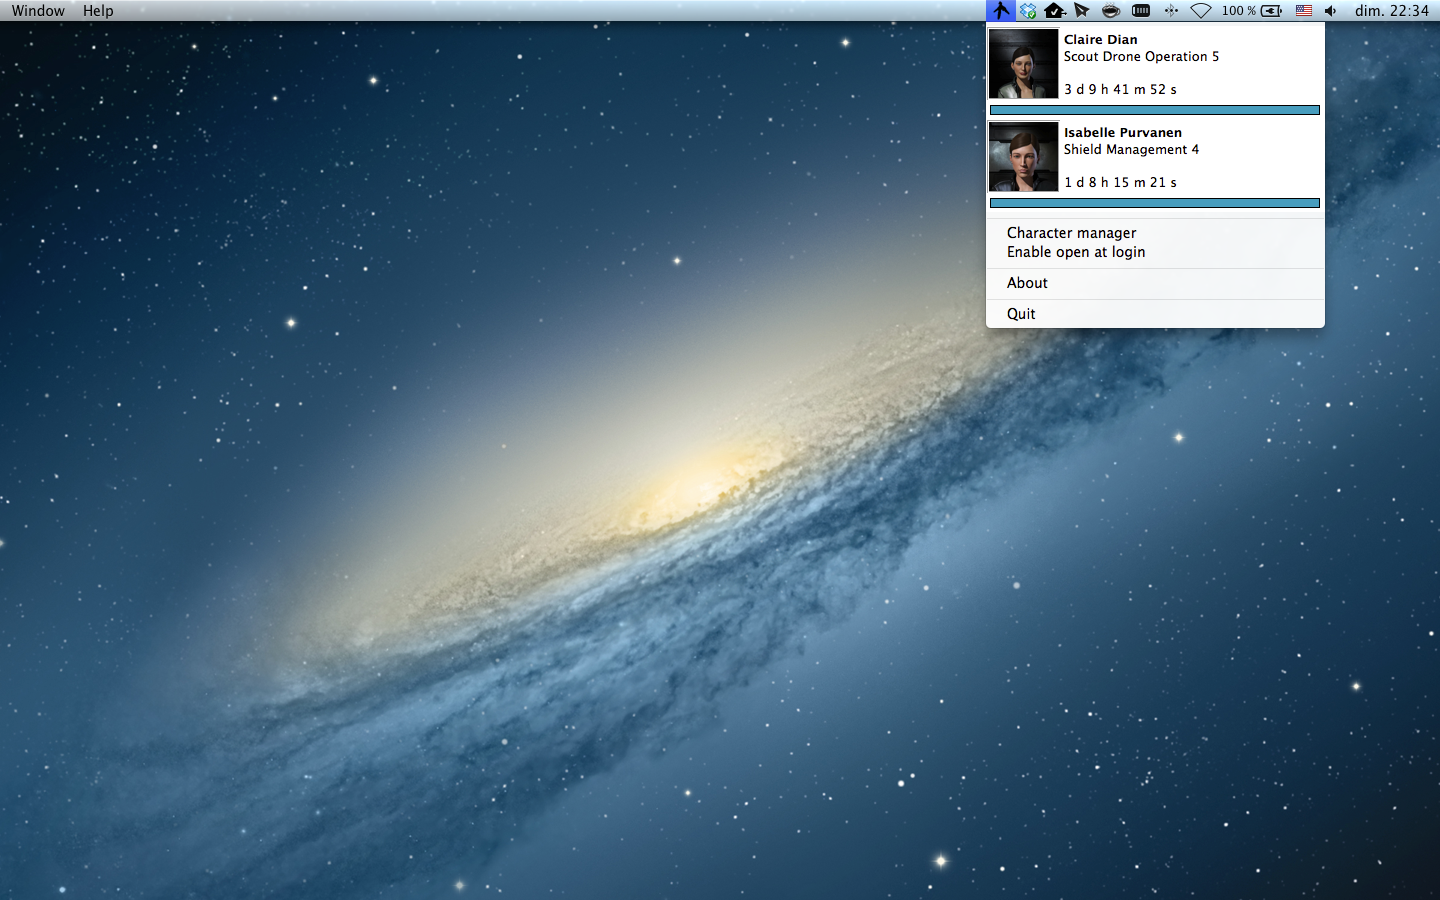 Window Help 100 % dim. 22:34
Claire Dian
Scout Drone Operation 5
3 d 9 h 41 m 52 s
Isabelle Purvanen
Shield Management 4
1 d 8 h 15 m 21 s
Character manager
Enable open at login
About
Quit